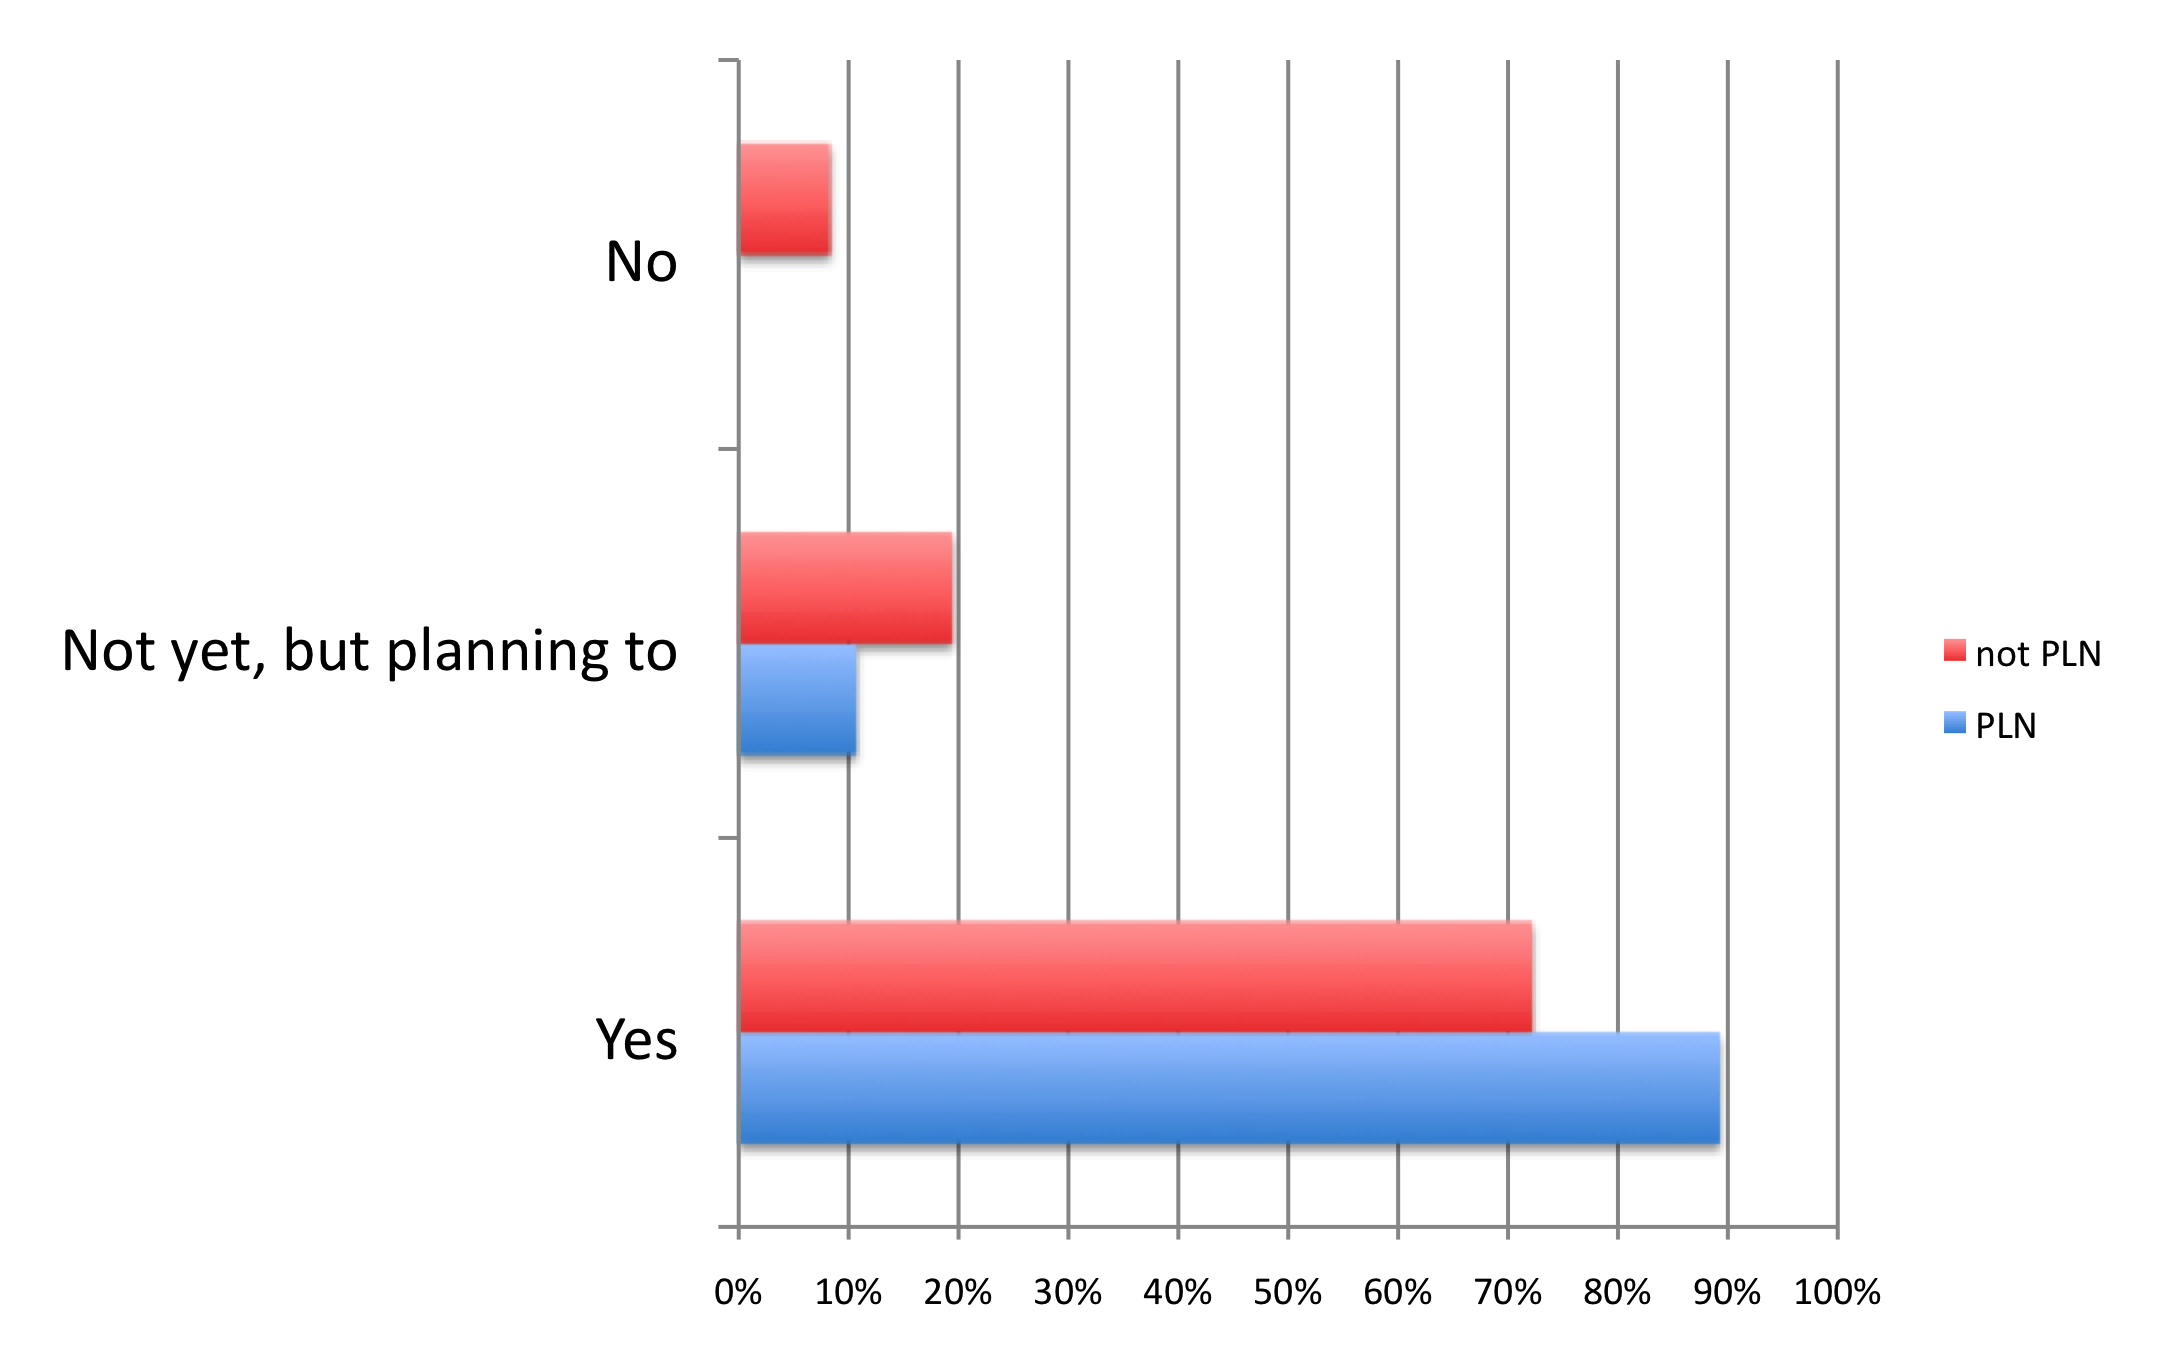 No
Not yet, but planning to
Yes
not PLN
PLN
0% 10% 20% 30% 40% 50% 60% 70% 80% 90% 100%